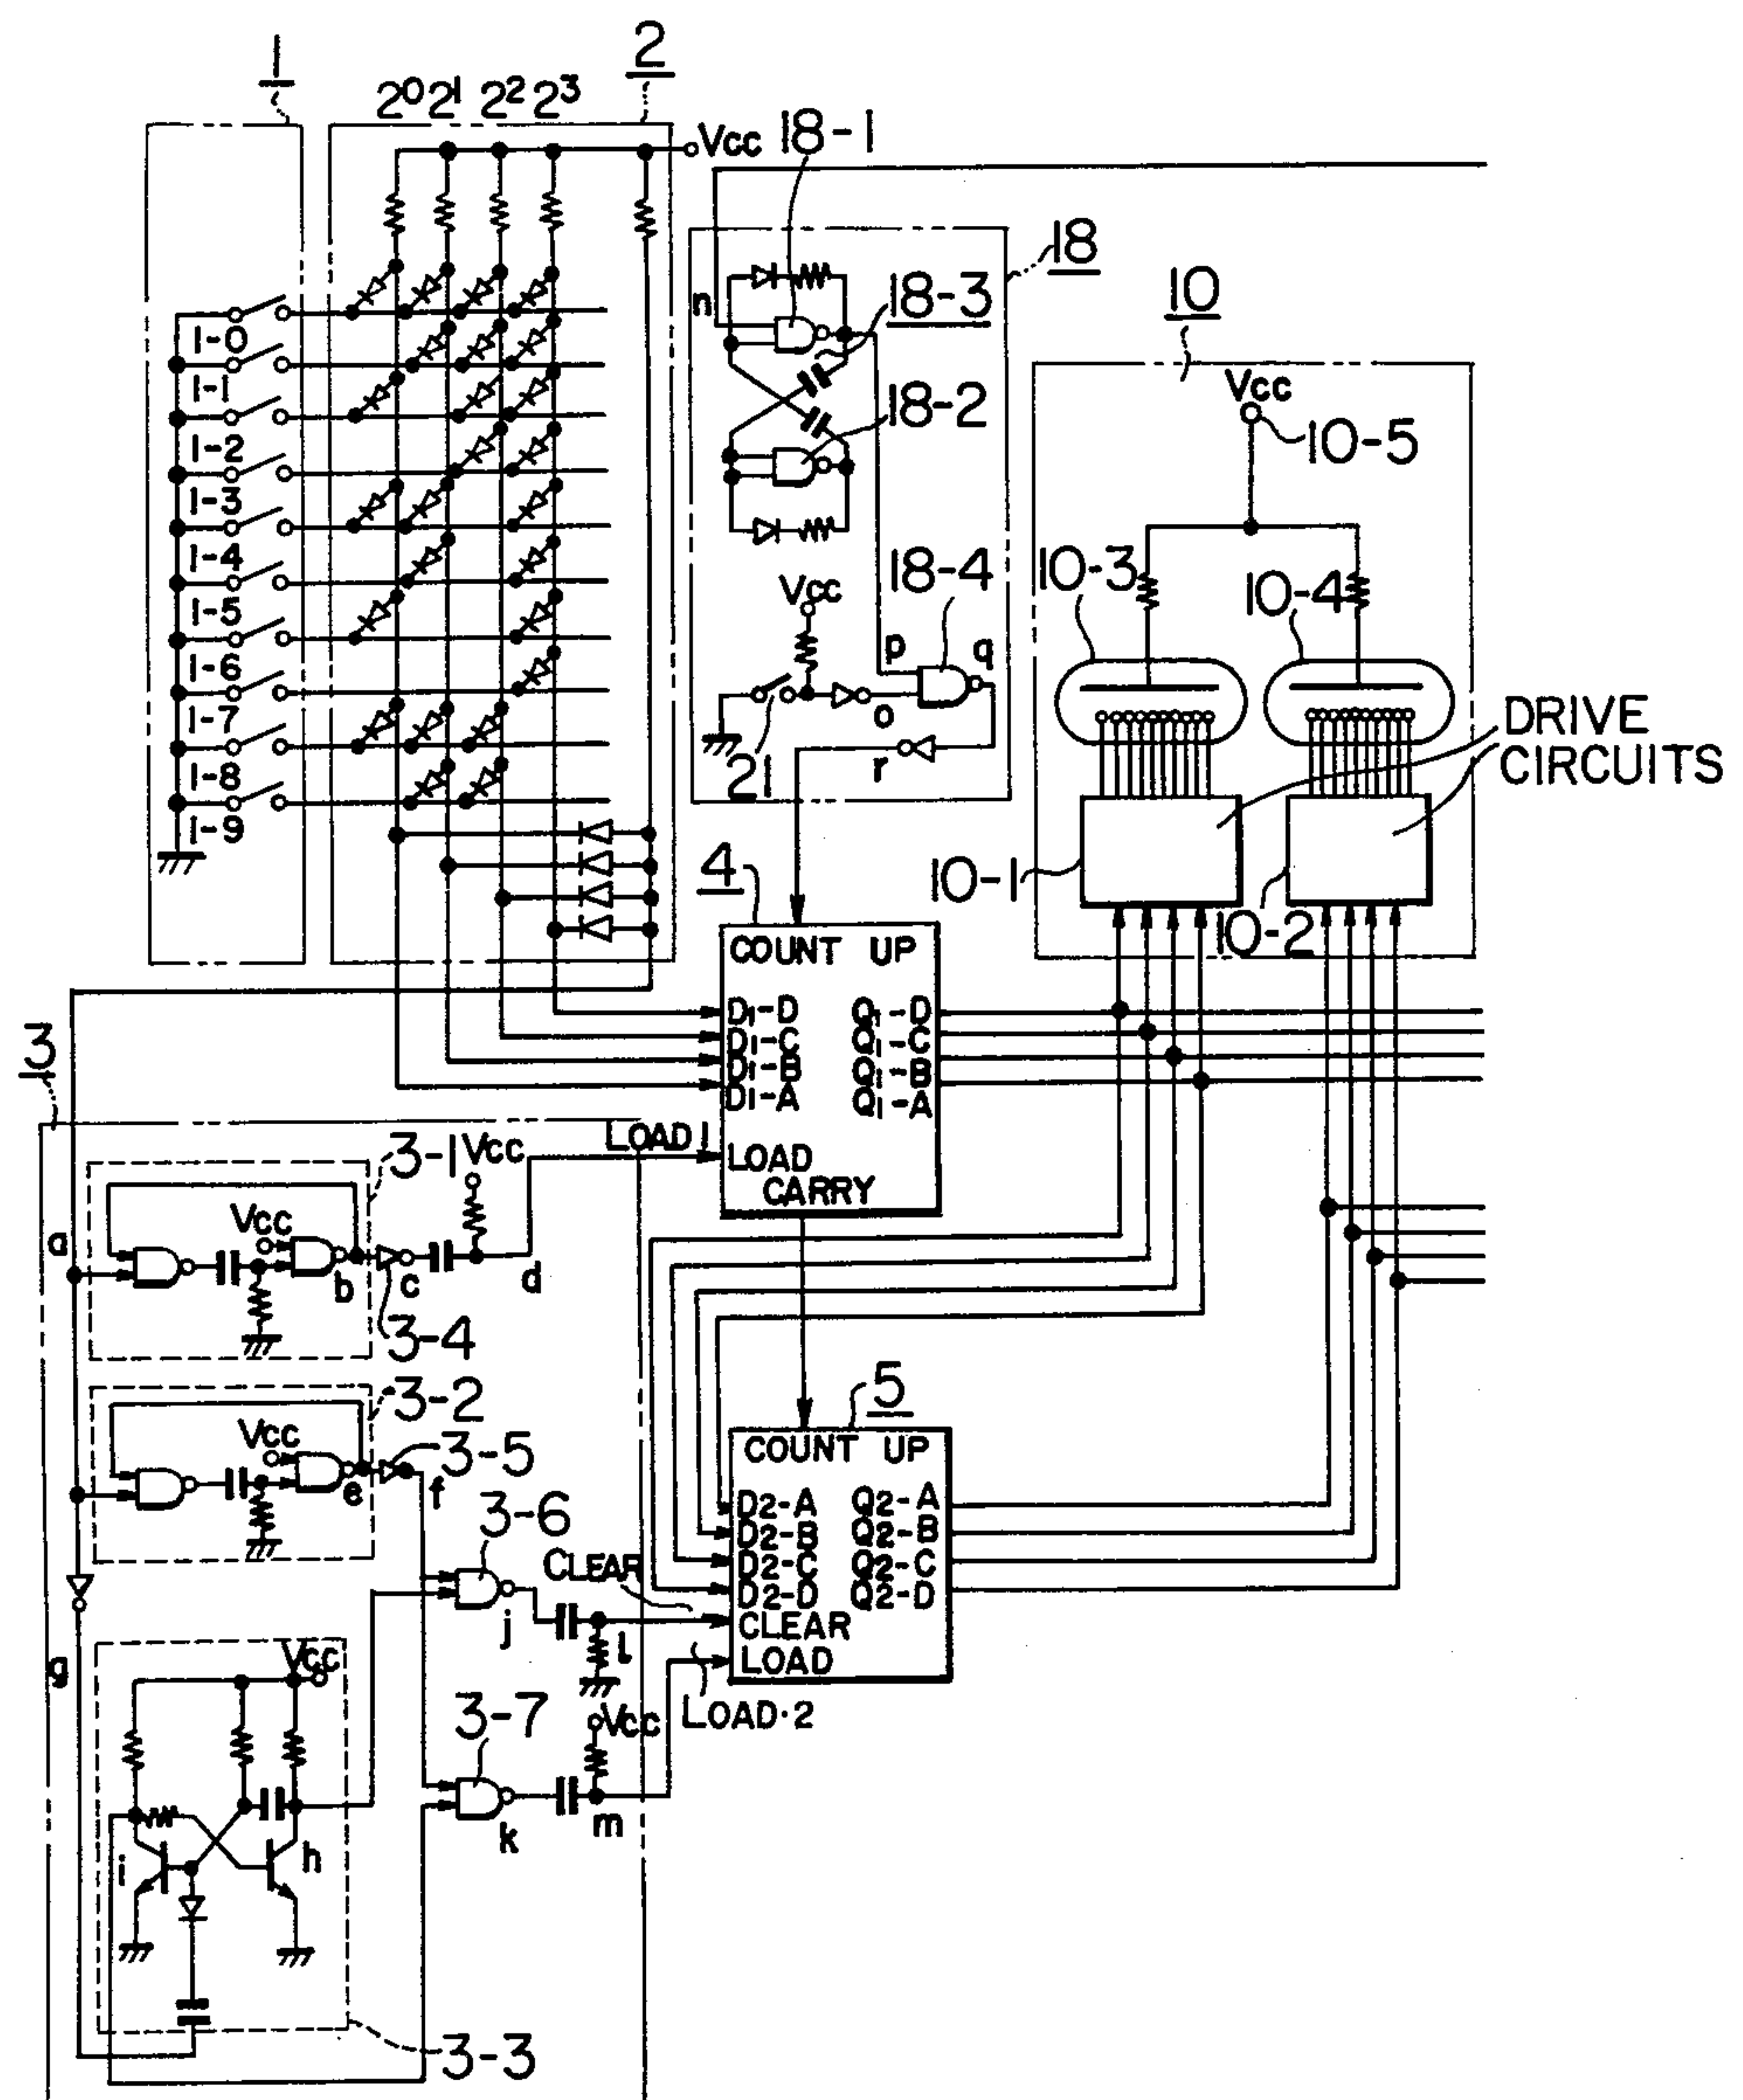 1
2
2⁰ 2¹ 2² 2³
Vcc
18-1
18
n
18-3
18-2
10
Vcc
10-5
1-0
1-1
1-2
1-3
1-4
1-5
1-6
1-7
1-8
1-9
10-3
10-4
18-4
Vcc
p
q
o
r
21
DRIVE
CIRCUITS
10-1
10-2
4
COUNT UP
D1-D Q1-D
D1-C Q1-C
D1-B Q1-B
D1-A Q1-A
LOAD
CARRY
3
LOAD 1
3-1
Vcc
Vcc
a
b
c
d
3-4
3-2
Vcc
3-5
e
f
5
COUNT UP
D2-A Q2-A
D2-B Q2-B
D2-C Q2-C
D2-D Q2-D
CLEAR
LOAD
3-6
CLEAR
j
l
g
Vcc
3-7
Vcc
LOAD·2
k
m
i
h
3-3